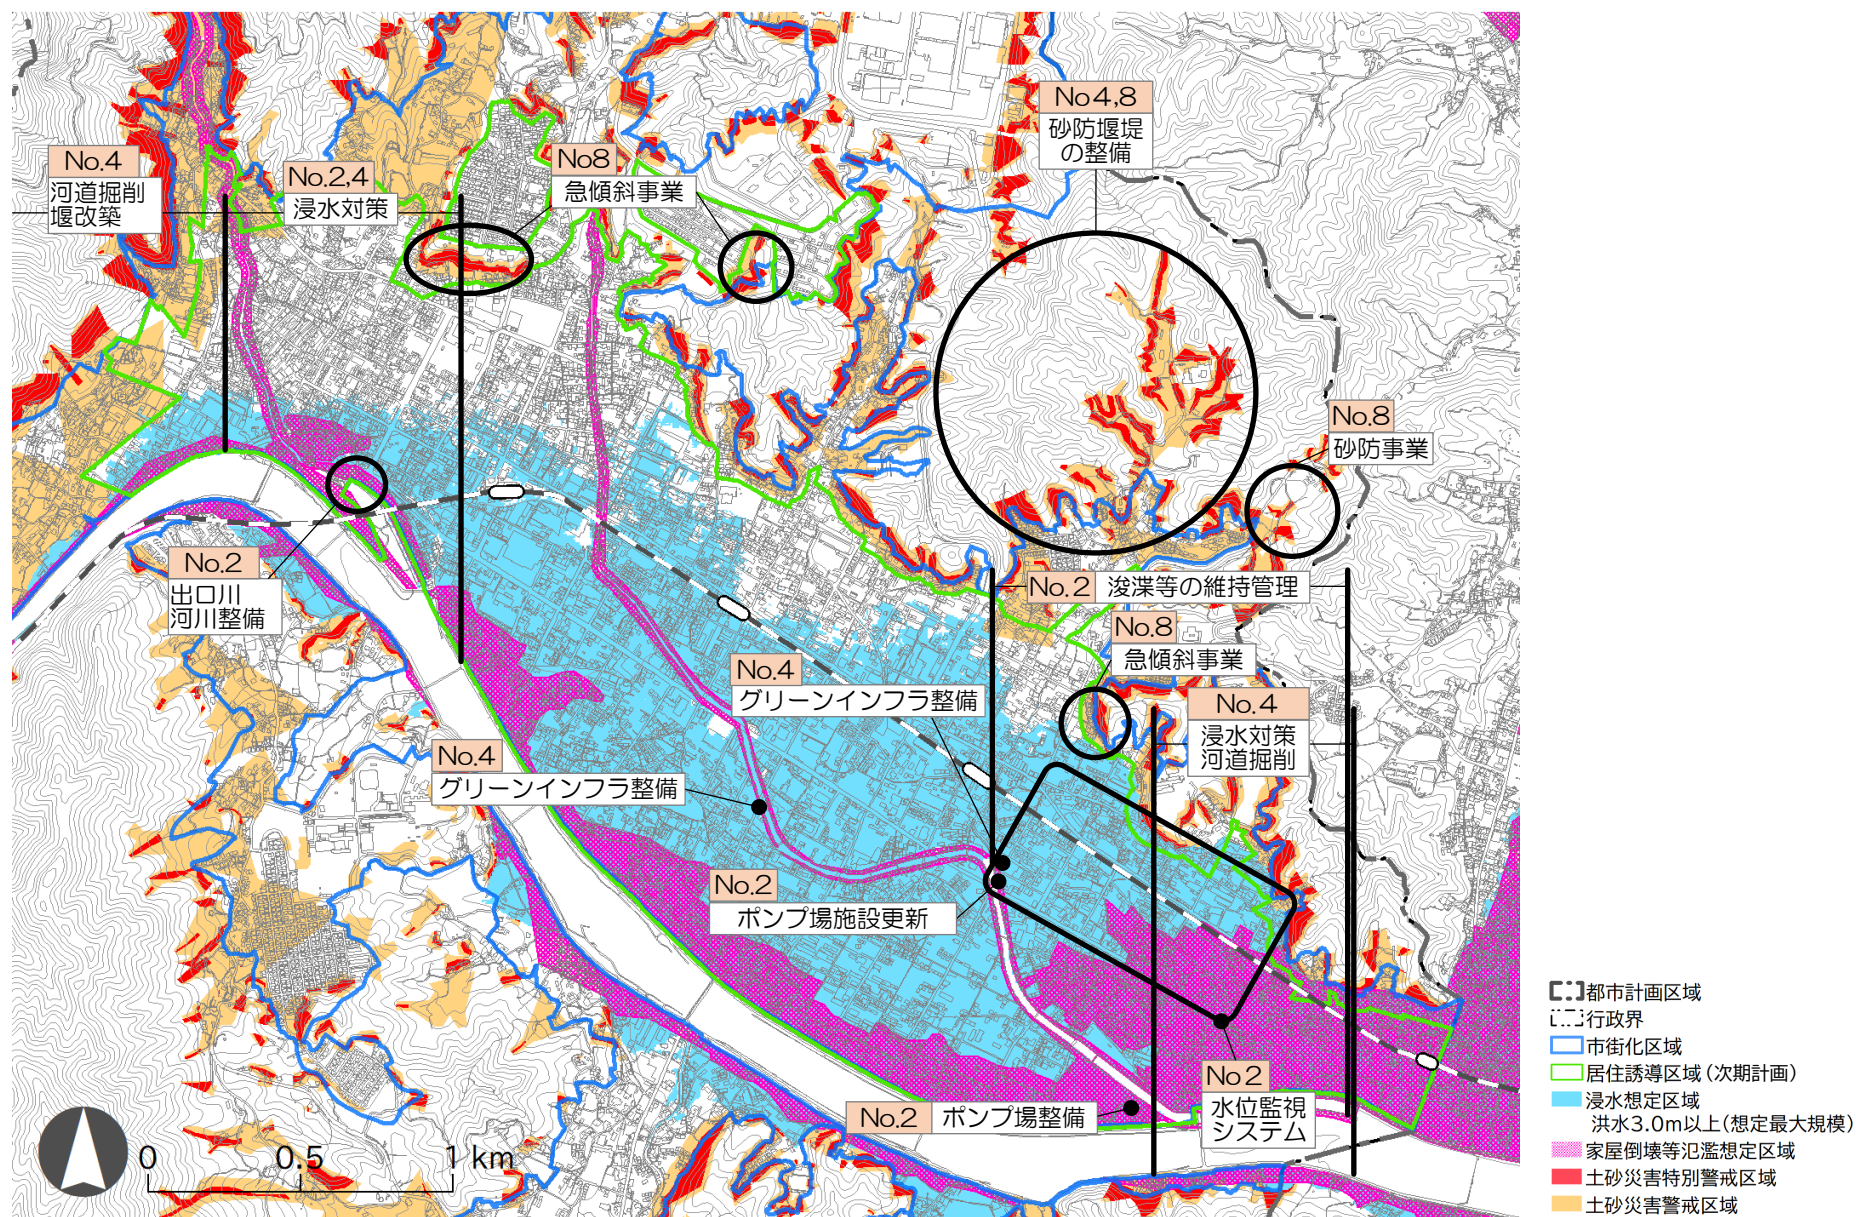 No4,8
砂防堰堤
の整備
No.4
河道掘削
堰改築
No.2,4
浸水対策
No8
急傾斜事業
No.8
砂防事業
No.2
出口川
河川整備
No.2 浚渫等の維持管理
No.8
急傾斜事業
No.4
グリーンインフラ整備
No.4
浸水対策
河道掘削
No.4
グリーンインフラ整備
No.2
ポンプ場施設更新
No 2
水位監視
システム
No.2 ポンプ場整備
0 0.5 1 km
都市計画区域
行政界
市街化区域
居住誘導区域(次期計画)
浸水想定区域
洪水3.0m以上(想定最大規模)
家屋倒壊等氾濫想定区域
土砂災害特別警戒区域
土砂災害警戒区域